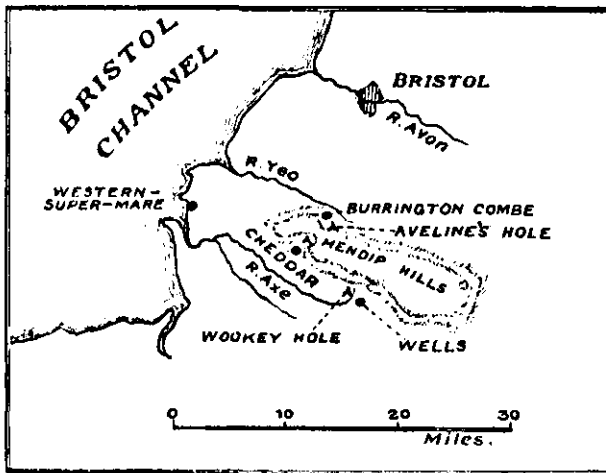 BRISTOL
CHANNEL
BRISTOL
R. Avon
R. Yeo
WESTERN-
SUPER-MARE
BURRINGTON COMBE
AVELINES HOLE
MENDIP HILLS
CHEDDAR
R. Axe
WOOKEY HOLE
WELLS
0 10 20 30
Miles.